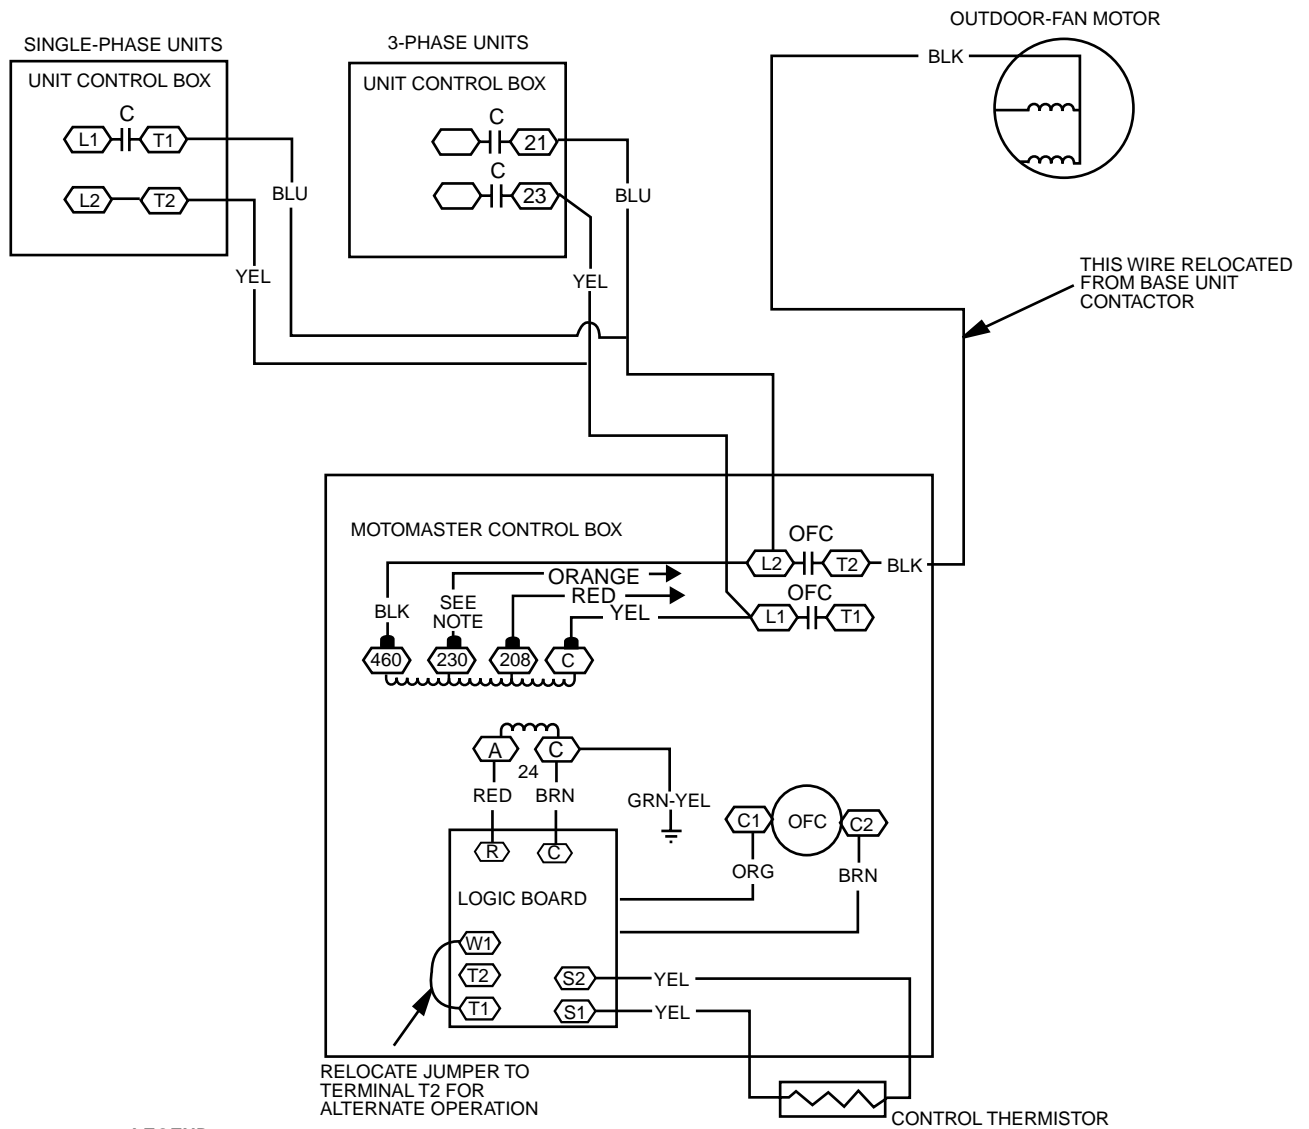 OUTDOOR-FAN MOTOR
SINGLE-PHASE UNITS
3-PHASE UNITS
BLK
UNIT CONTROL BOX
UNIT CONTROL BOX
C
L1
T1
C
21
L2
T2
C
23
BLU
BLU
YEL
YEL
THIS WIRE RELOCATED
FROM BASE UNIT
CONTACTOR
MOTOMASTER CONTROL BOX
OFC
L2
T2
BLK
ORANGE
RED
OFC
BLK
SEE
NOTE
YEL
L1
T1
460
230
208
C
A
C
24
RED
BRN
GRN-YEL
C1
OFC
C2
R
C
ORG
BRN
LOGIC BOARD
W1
T2
S2
YEL
T1
S1
YEL
RELOCATE JUMPER TO
TERMINAL T2 FOR
ALTERNATE OPERATION
CONTROL THERMISTOR